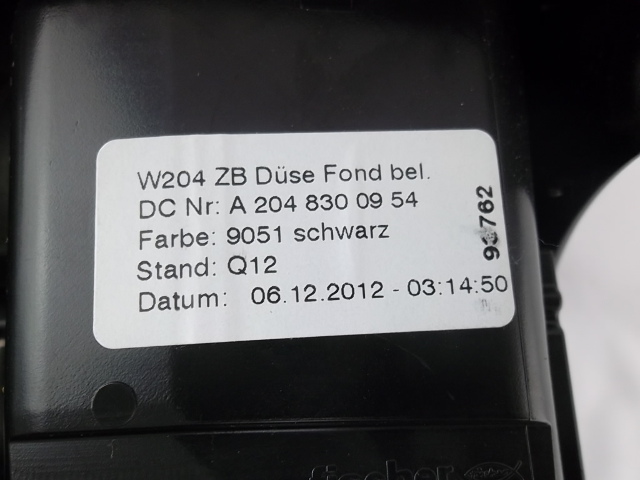 W204 ZB Düse Fond bel.
DC Nr: A 204 830 09 54
Farbe: 9051 schwarz
Stand: Q12
Datum: 06.12.2012 - 03:14:50
fischer